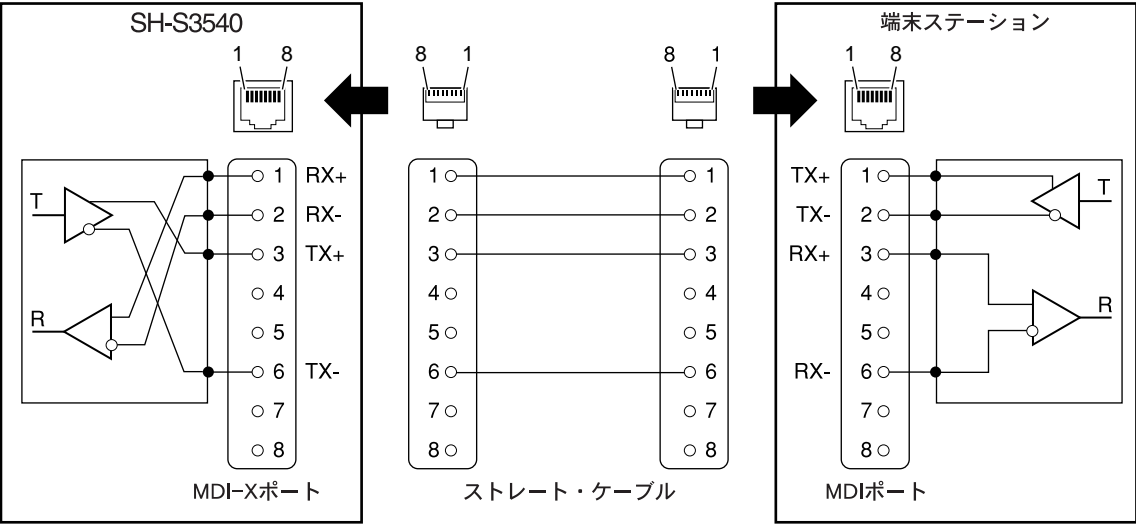 SH-S3540
端末ステーション
1 8
8 1
8 1
1 8
T
R
1 RX+
2 RX-
3 TX+
4
5
6 TX-
7
8
MDI-Xポート
1 1
2 2
3 3
4 4
5 5
6 6
7 7
8 8
ストレート・ケーブル
TX+ 1
TX- 2
RX+ 3
4
5
RX- 6
7
8
T
R
MDIポート